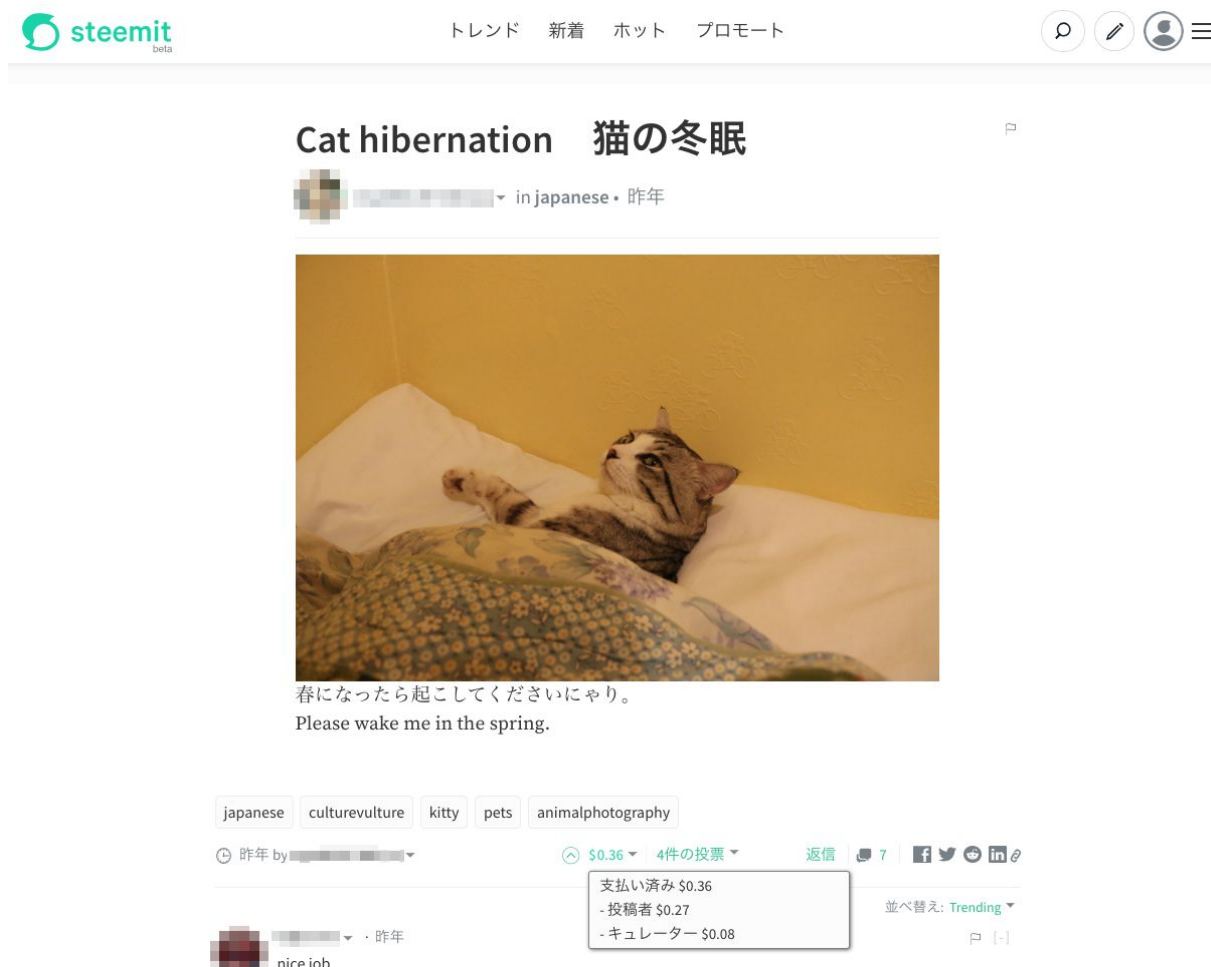 steemit
beta
トレンド 新着 ホット プロモート
Cat hibernation 猫の冬眠
in japanese • 昨年
春になったら起こしてくださいにゃり。
Please wake me in the spring.
japanese culturevulture kitty pets animalphotography
昨年 by $0.36 4件の投票 返信 7
支払い済み $0.36
- 投稿者 $0.27
- キュレーター $0.08
並べ替え: Trending
· 昨年 [-]
nice job